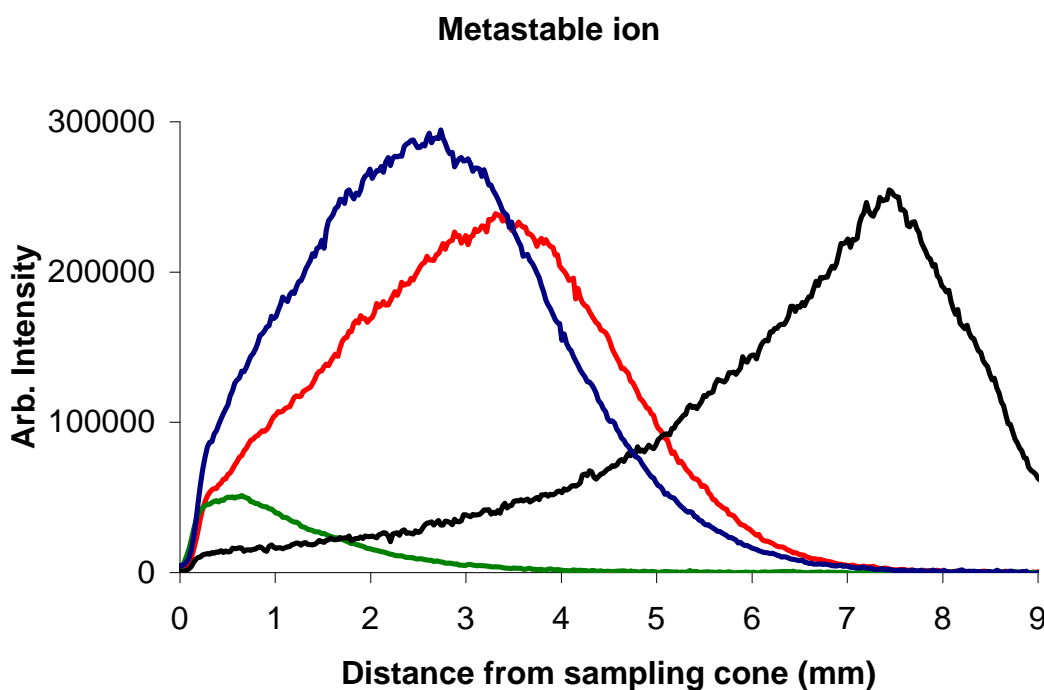 Metastable ion
300000
200000
100000
0
Arb. Intensity
0 1 2 3 4 5 6 7 8 9
Distance from sampling cone (mm)